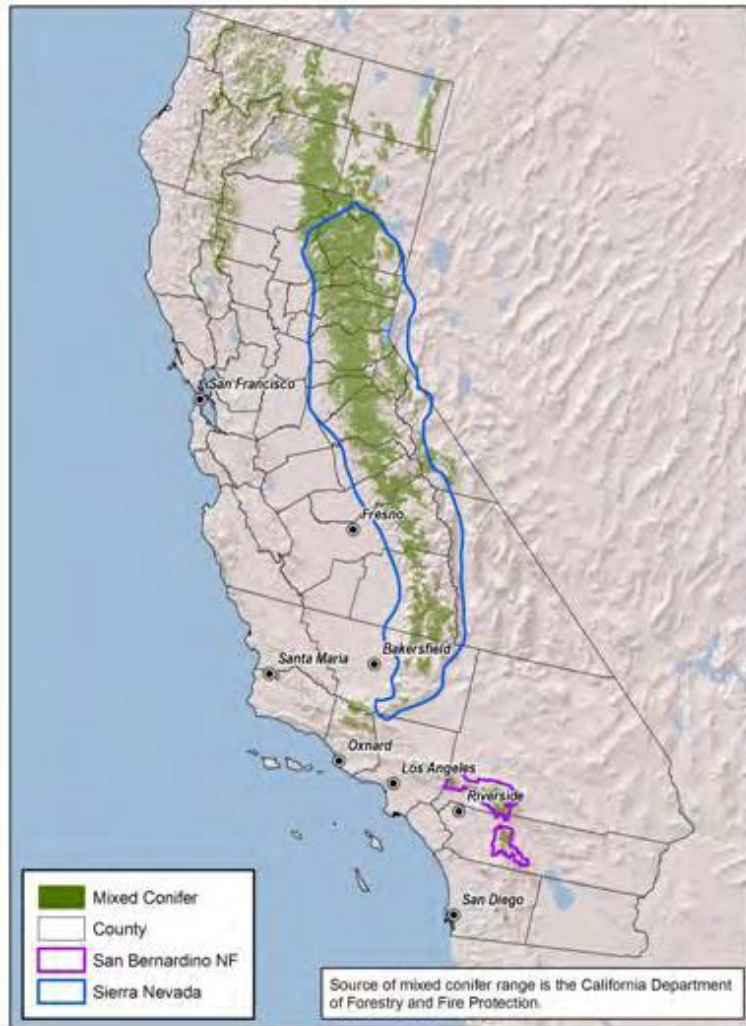 San Francisco
Fresno
Santa Maria
Bakersfield
Oxnard
Los Angeles
Riverside
San Diego
Mixed Conifer
County
San Bernardino NF
Sierra Nevada
Source of mixed conifer range is the California Department
of Forestry and Fire Protection.